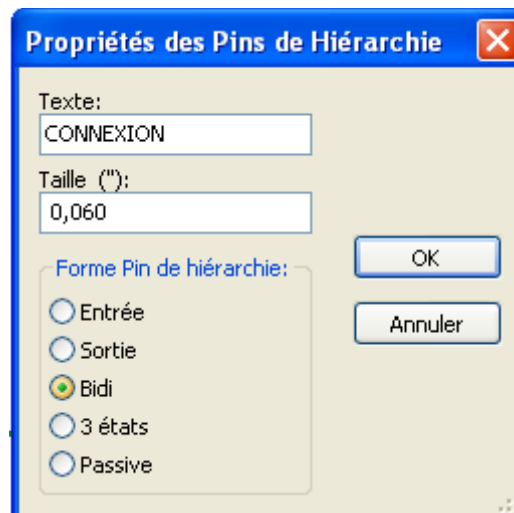 Propriétés des Pins de Hiérarchie
Texte:
CONNEXION
Taille ("):
0,060
Forme Pin de hiérarchie:
Entrée
Sortie
Bidi
3 états
Passive
OK
Annuler